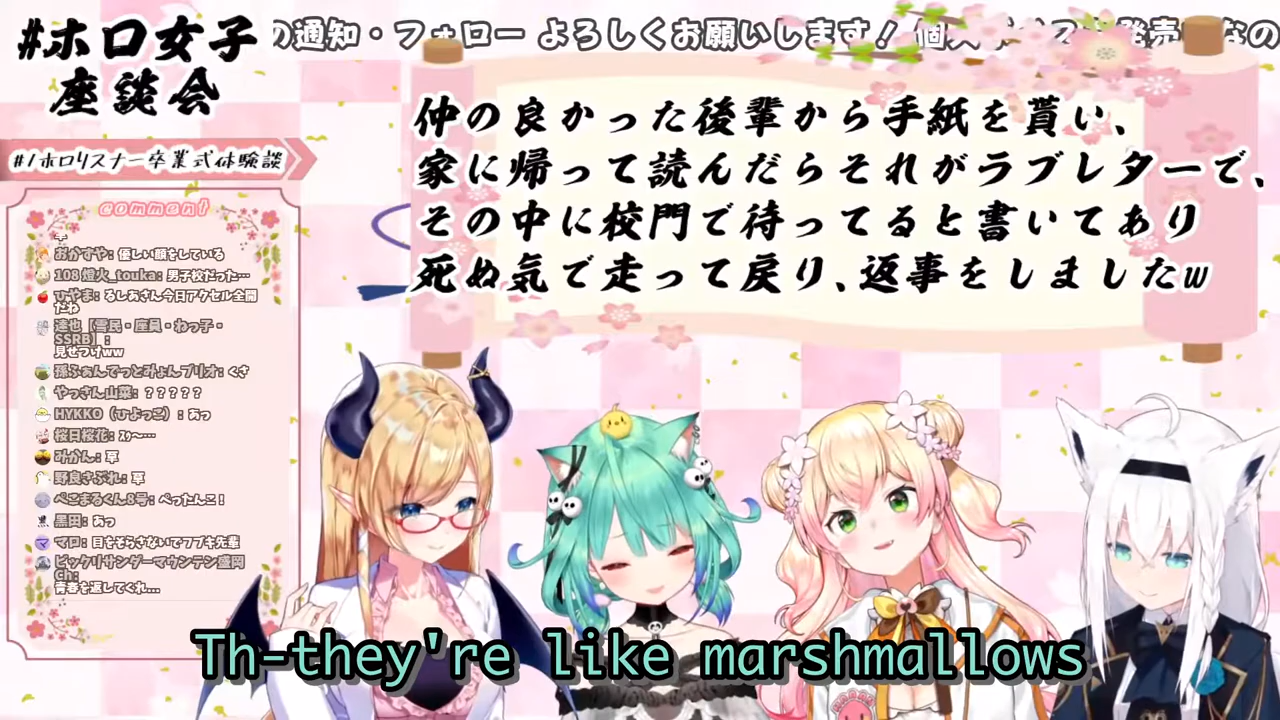 #ホロ女子
座談会
の通知・フォロー よろしくお願いします!
#ホロリスナー卒業式体験談
仲の良かった後輩から手紙を貰い、
家に帰って読んだらそれがラブレターで、
その中に校門で待ってると書いてあり
死ぬ気で走って戻り、返事をしましたw
comment
草
おかずや: 優しい顔をしている
108 燈火_touka: 男子校だった…
ひやま: るしあさん今日アクセル全開
だね
達也【雪民・座員・ねっ子・
SSRB】:
見せつけww
孫ふぁんてっとみょん ブリオ: くさ
やっさん山葉: ?????
HYKKO (ひよっこ) : あっ
桜日桜花:
みかん: 草
野良さぶれ: 草
ぺこまるくん8号: ぺったんこ!
黒田: あっ
マロ: 目をそらさないでフブキ先輩
ビックリサンダーマウンテン盛岡
Ch:
青春を返してくれ…
Th-they're like marshmallows